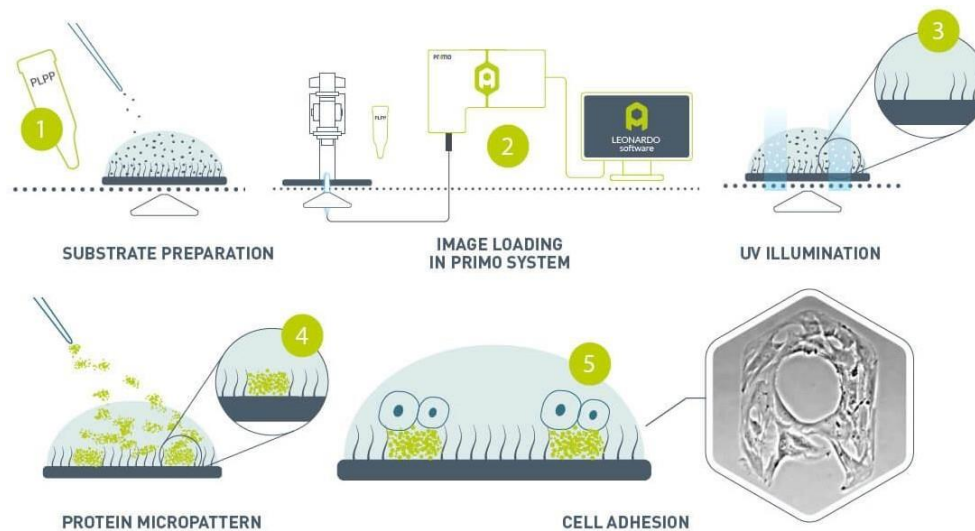 PLPP
1
SUBSTRATE PREPARATION
PRIMO
PLPP
2
LEONARDO
software
IMAGE LOADING
IN PRIMO SYSTEM
3
UV ILLUMINATION
4
PROTEIN MICROPATTERN
5
CELL ADHESION